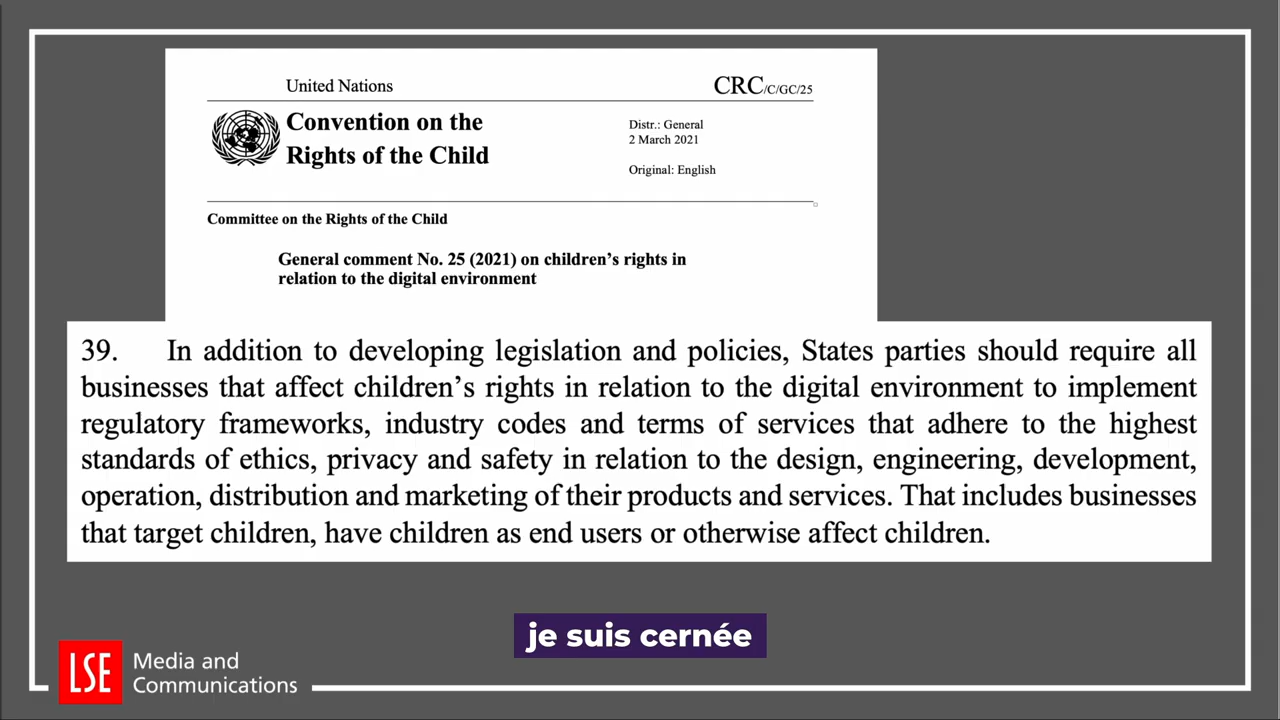 United Nations
CRC/C/GC/25
Convention on the
Rights of the Child
Distr.: General
2 March 2021
Original: English
Committee on the Rights of the Child
General comment No. 25 (2021) on children’s rights in
relation to the digital environment
39. In addition to developing legislation and policies, States parties should require all
businesses that affect children’s rights in relation to the digital environment to implement
regulatory frameworks, industry codes and terms of services that adhere to the highest
standards of ethics, privacy and safety in relation to the design, engineering, development,
operation, distribution and marketing of their products and services. That includes businesses
that target children, have children as end users or otherwise affect children.
je suis cernée
LSE
Media and
Communications